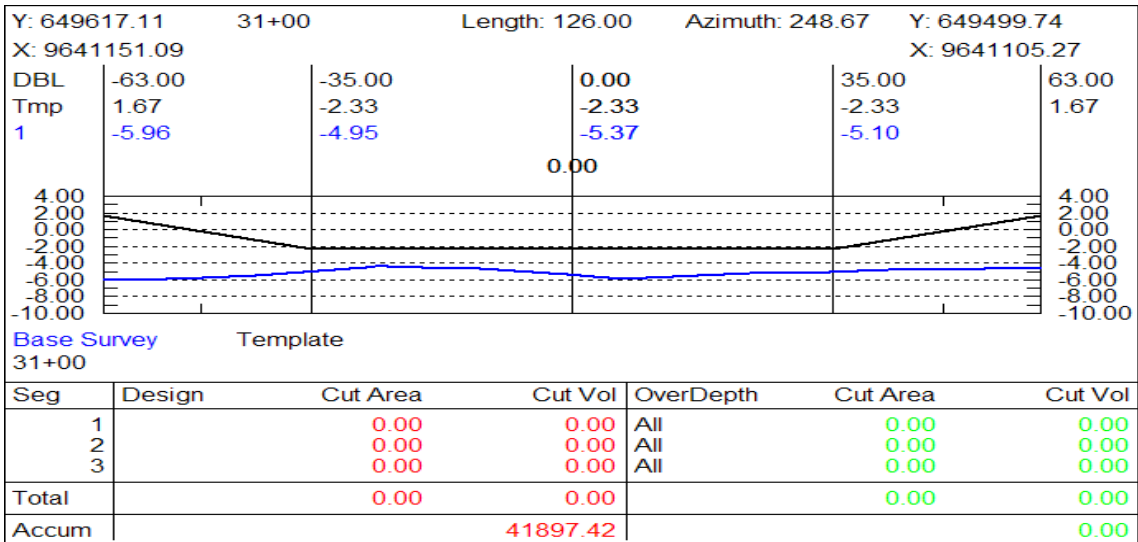 Y: 649617.11 31+00 Length: 126.00 Azimuth: 248.67 Y: 649499.74
X: 9641151.09 X: 9641105.27
DBL -63.00 -35.00 0.00 35.00 63.00
Tmp 1.67 -2.33 -2.33 -2.33 1.67
1 -5.96 -4.95 -5.37 -5.10
0.00
4.00 4.00
2.00 2.00
0.00 0.00
-2.00 -2.00
-4.00 -4.00
-6.00 -6.00
-8.00 -8.00
-10.00 -10.00
Base Survey Template
31+00
Seg Design Cut Area Cut Vol OverDepth Cut Area Cut Vol
1 0.00 0.00 All 0.00 0.00
2 0.00 0.00 All 0.00 0.00
3 0.00 0.00 All 0.00 0.00
Total 0.00 0.00 0.00 0.00
Accum 41897.42 0.00